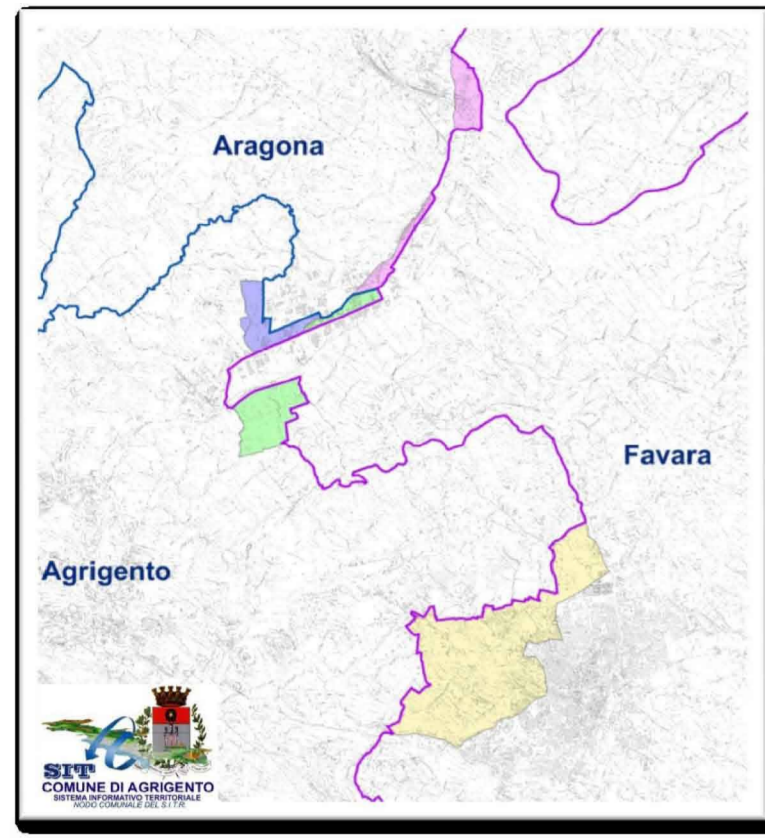 Aragona
Favara
Agrigento
SIT
COMUNE DI AGRIGENTO
SISTEMA INFORMATIVO TERRITORIALE
NODO COMUNALE DEL S.I.T.R.